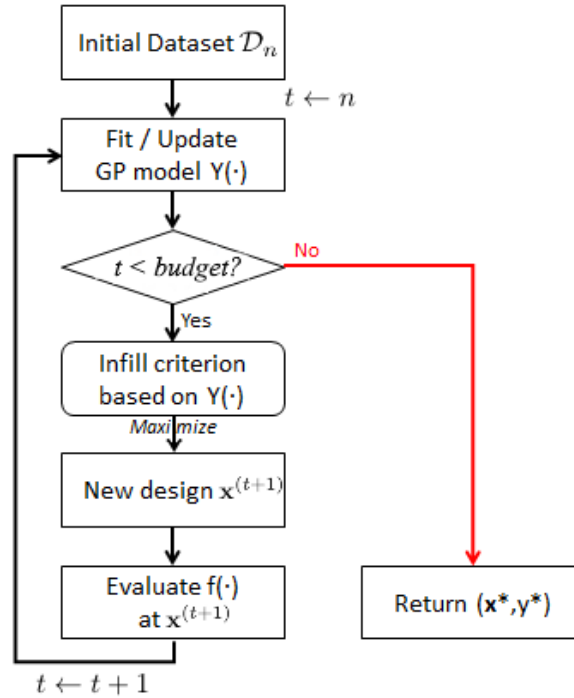 Initial Dataset 𝒟ₙ
t ← n
Fit / Update
GP model Y(·)
t < budget?
No
Yes
Infill criterion
based on Y(·)
Maximize
New design x⁽ᵗ⁺¹⁾
Evaluate f(·)
at x⁽ᵗ⁺¹⁾
Return (x*,y*)
t ← t + 1